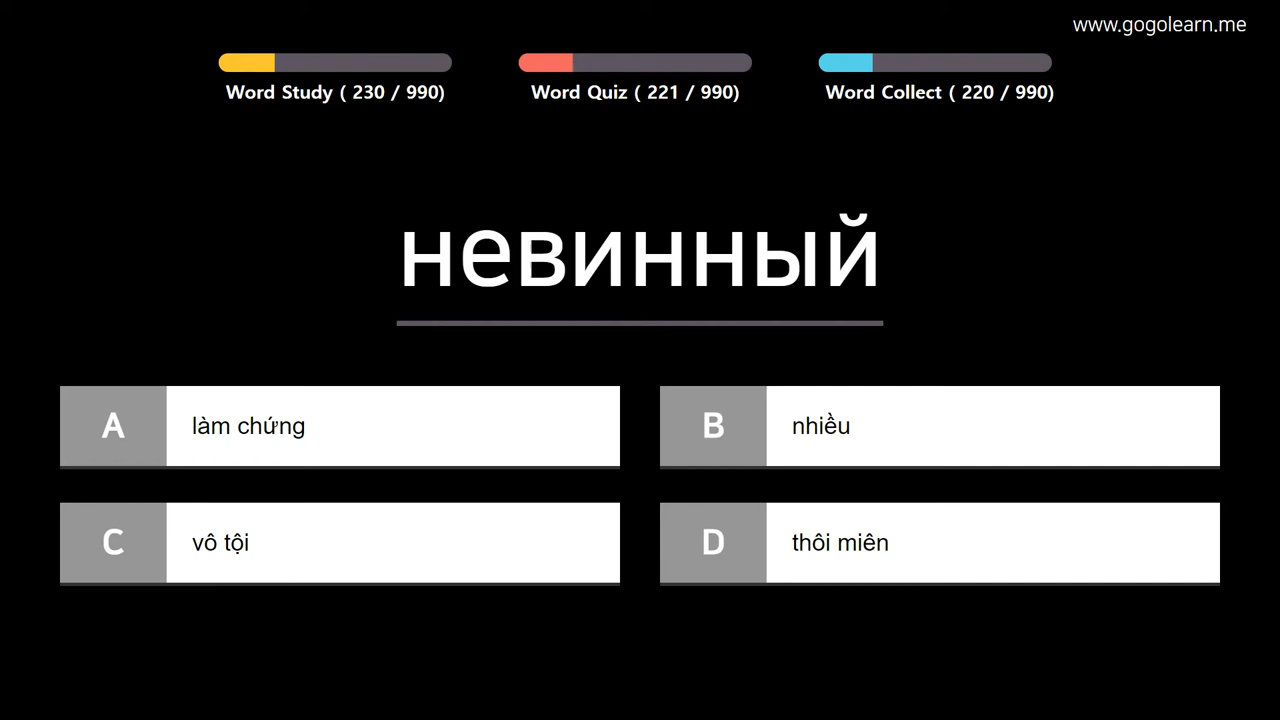 www.gogolearn.me
Word Study ( 230 / 990)
Word Quiz ( 221 / 990)
Word Collect ( 220 / 990)
невинный
A làm chứng
B nhiều
C vô tội
D thôi miên